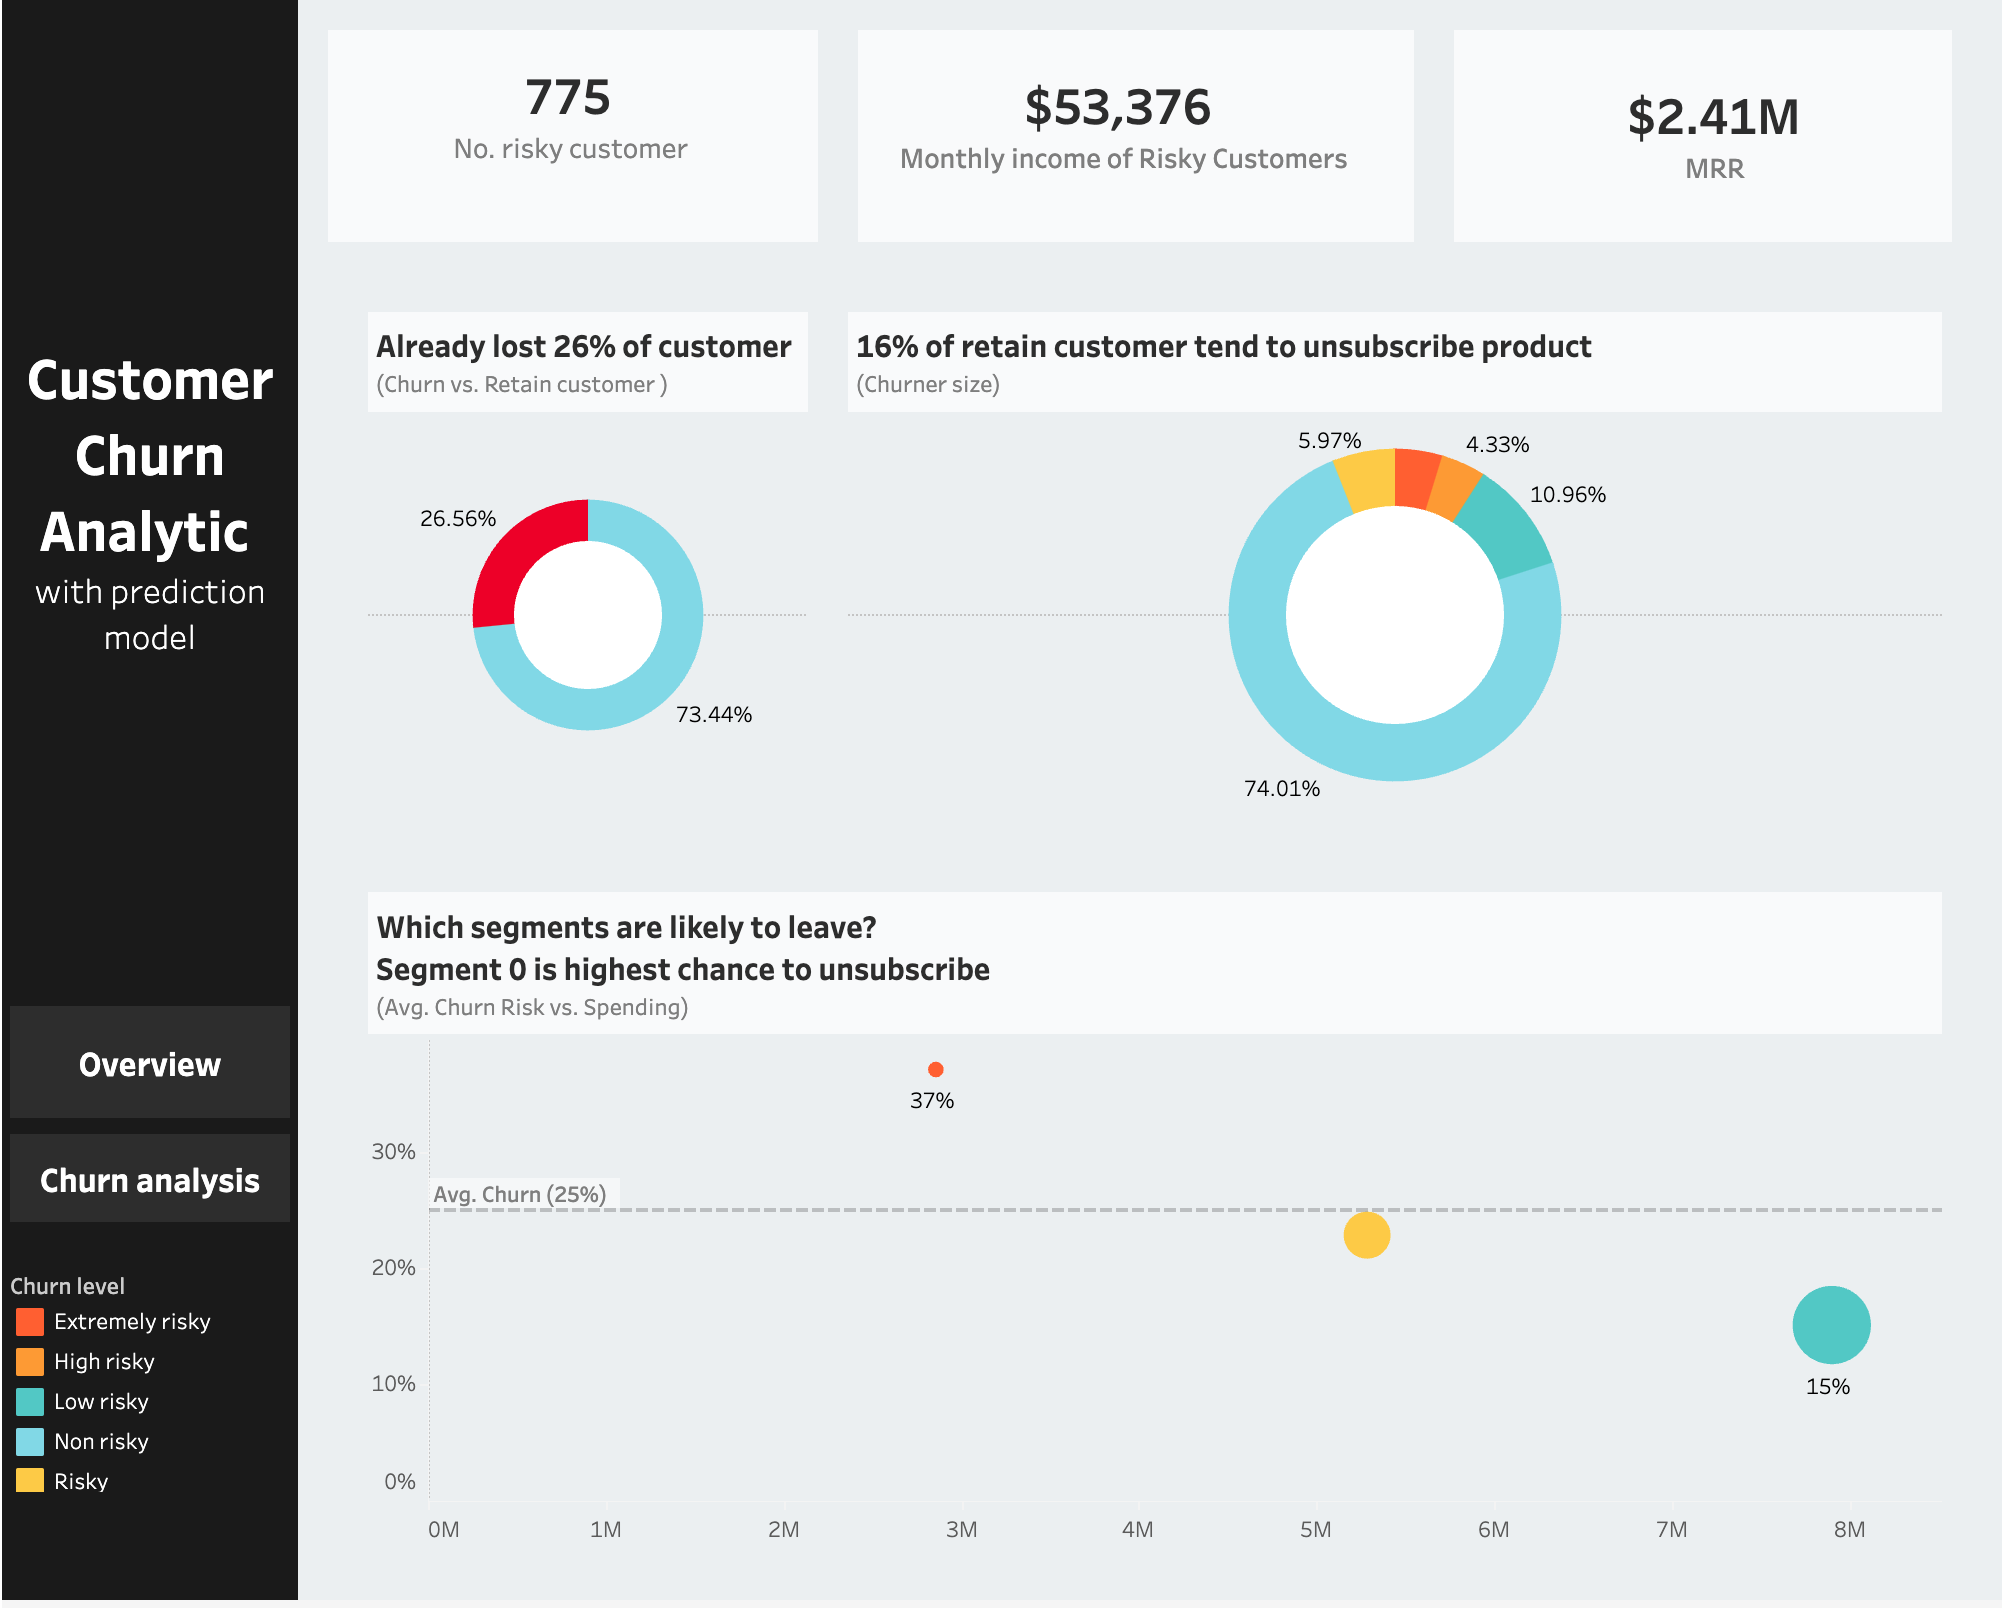 Customer
Churn
Analytic
with prediction
model
Overview
Churn analysis
Churn level
Extremely risky
High risky
Low risky
Non risky
Risky
775
No. risky customer
$53,376
Monthly income of Risky Customers
$2.41M
MRR
Already lost 26% of customer
(Churn vs. Retain customer )
26.56%
73.44%
16% of retain customer tend to unsubscribe product
(Churner size)
5.97%
4.33%
10.96%
74.01%
Which segments are likely to leave?
Segment 0 is highest chance to unsubscribe
(Avg. Churn Risk vs. Spending)
37%
30%
Avg. Churn (25%)
20%
10%
15%
0%
0M
1M
2M
3M
4M
5M
6M
7M
8M